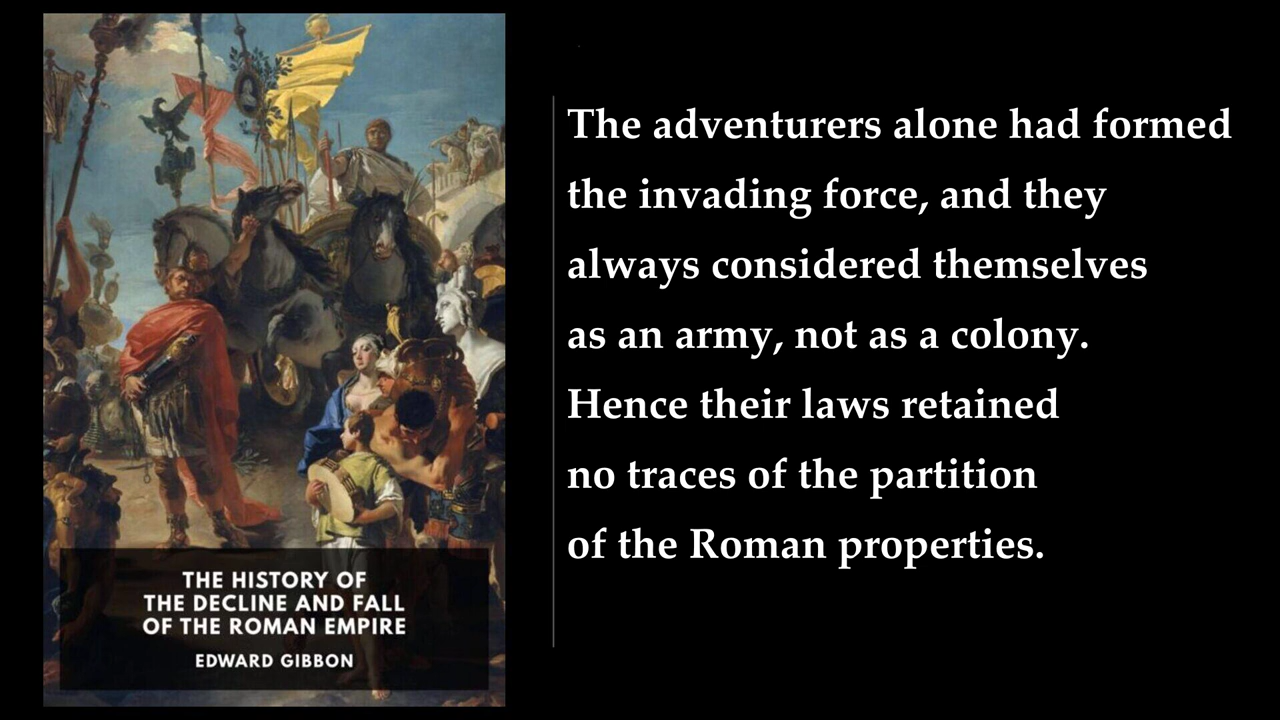 THE HISTORY OF
THE DECLINE AND FALL
OF THE ROMAN EMPIRE
EDWARD GIBBON
The adventurers alone had formed
the invading force, and they
always considered themselves
as an army, not as a colony.
Hence their laws retained
no traces of the partition
of the Roman properties.